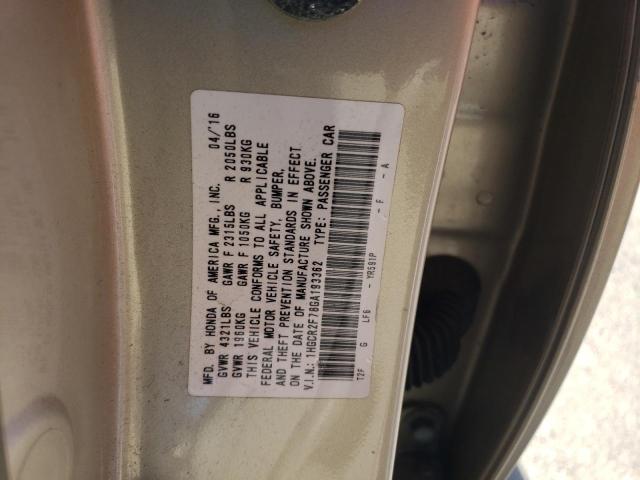 MFD. BY HONDA OF AMERICA MFG., INC. 04/'16
GVWR 4321LBS GAWR F 2315LBS R 2050LBS
GVWR 1960KG GAWR F 1050KG R 930KG
THIS VEHICLE CONFORMS TO ALL APPLICABLE
FEDERAL MOTOR VEHICLE SAFETY, BUMPER,
AND THEFT PREVENTION STANDARDS IN EFFECT
ON THE DATE OF MANUFACTURE SHOWN ABOVE.
V.I.N.: 1HGCR2F78GA193362 TYPE: PASSENGER CAR
T2F G LF6 - YR591P - F - A